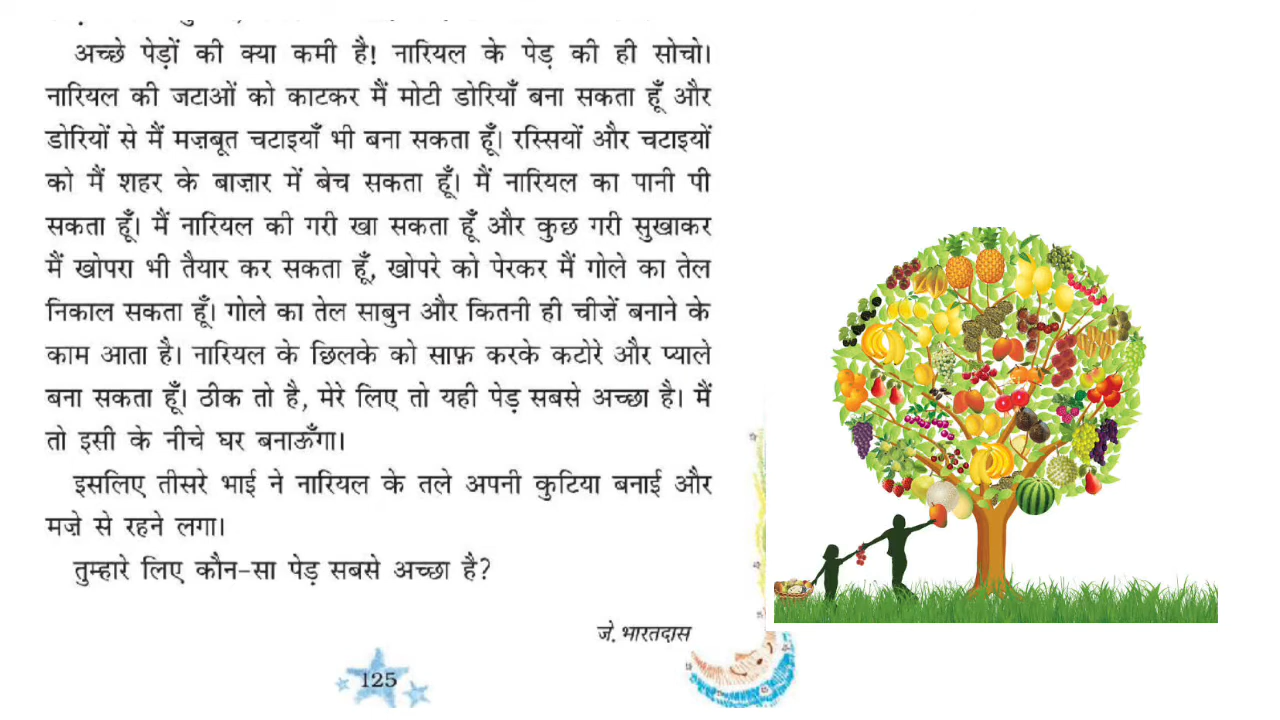 अच्छे पेड़ों की क्या कमी है! नारियल के पेड़ की ही सोचो।
नारियल की जटाओं को काटकर मैं मोटी डोरियाँ बना सकता हूँ और
डोरियों से मैं मज़बूत चटाइयाँ भी बना सकता हूँ। रस्सियों और चटाइयों
को मैं शहर के बाज़ार में बेच सकता हूँ। मैं नारियल का पानी पी
सकता हूँ। मैं नारियल की गरी खा सकता हूँ और कुछ गरी सुखाकर
मैं खोपरा भी तैयार कर सकता हूँ, खोपरे को पेरकर मैं गोले का तेल
निकाल सकता हूँ। गोले का तेल साबुन और कितनी ही चीज़ें बनाने के
काम आता है। नारियल के छिलके को साफ़ करके कटोरे और प्याले
बना सकता हूँ। ठीक तो है, मेरे लिए तो यही पेड़ सबसे अच्छा है। मैं
तो इसी के नीचे घर बनाऊँगा।
इसलिए तीसरे भाई ने नारियल के तले अपनी कुटिया बनाई और
मज़े से रहने लगा।
तुम्हारे लिए कौन-सा पेड़ सबसे अच्छा है?
जे. भारतदास
125